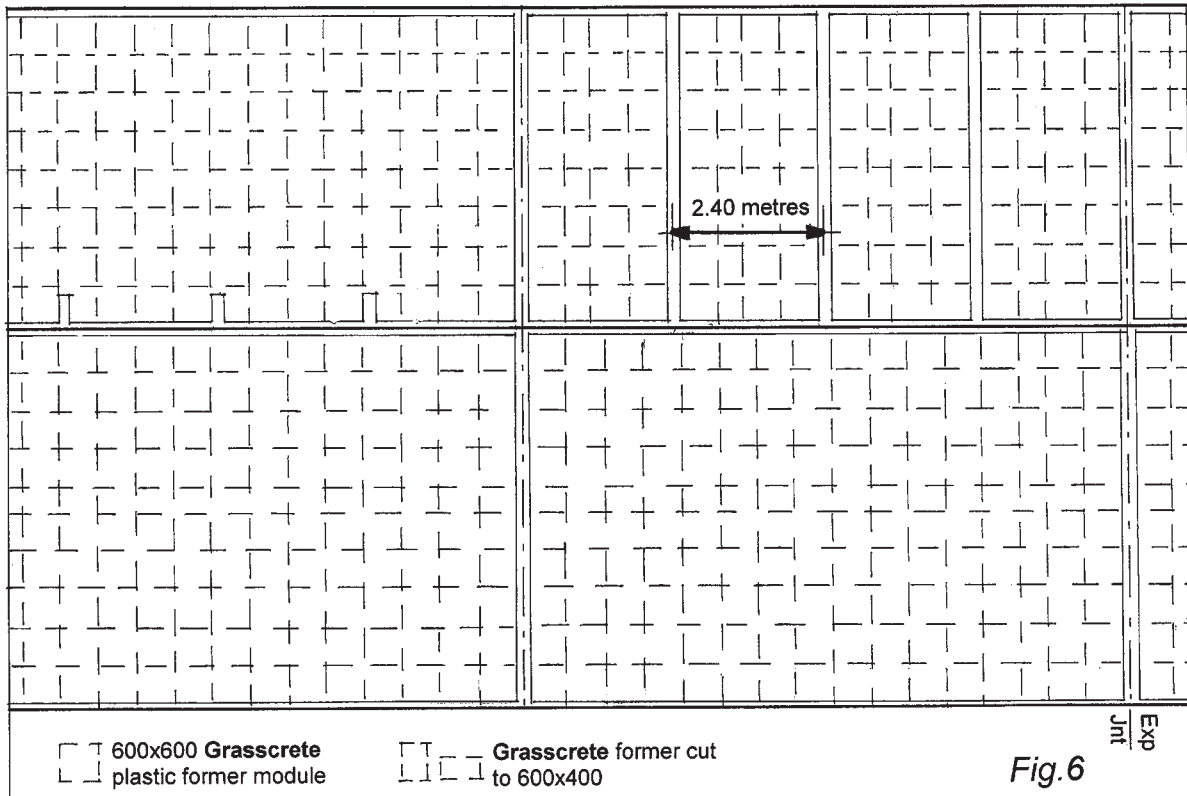 2.40 metres
Exp
Jnt
600x600 Grasscrete
plastic former module
Grasscrete former cut
to 600x400
Fig.6